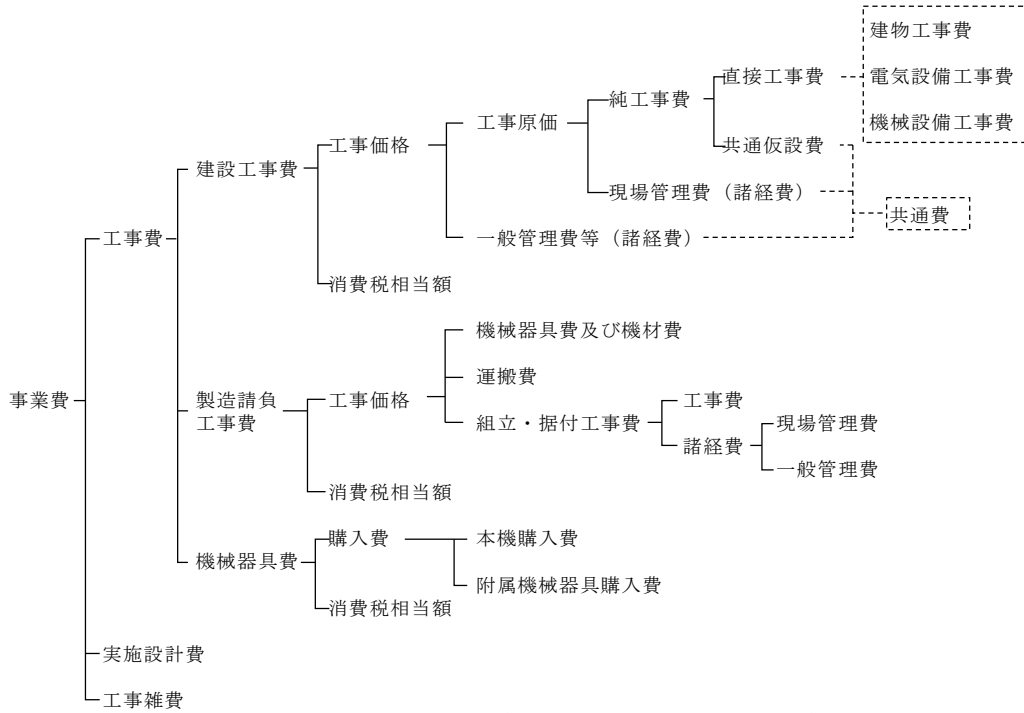 建物工事費
直接工事費
電気設備工事費
純工事費
工事原価
機械設備工事費
工事価格
共通仮設費
建設工事費
現場管理費（諸経費）
共通費
工事費
一般管理費等（諸経費）
消費税相当額
機械器具費及び機材費
運搬費
事業費
製造請負
工事費
工事価格
工事費
組立・据付工事費
現場管理費
諸経費
一般管理費
消費税相当額
購入費
本機購入費
機械器具費
附属機械器具購入費
消費税相当額
実施設計費
工事雑費